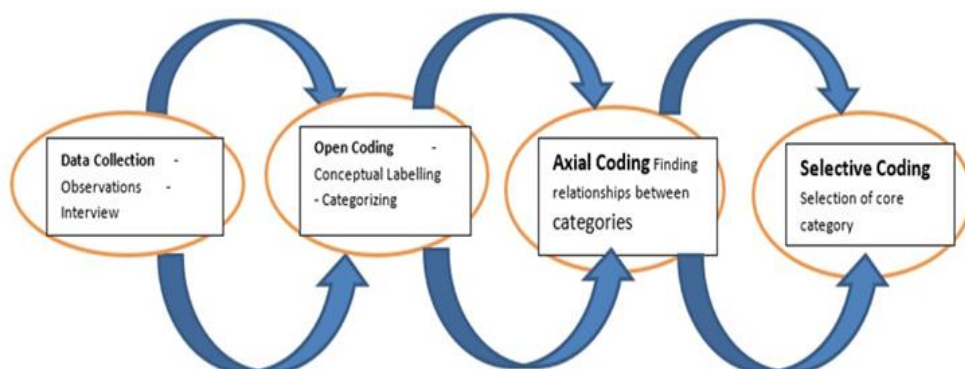 Data Collection -
Observations -
Interview
Open Coding -
Conceptual Labelling
- Categorizing
Axial Coding Finding
relationships between
categories
Selective Coding
Selection of core
category